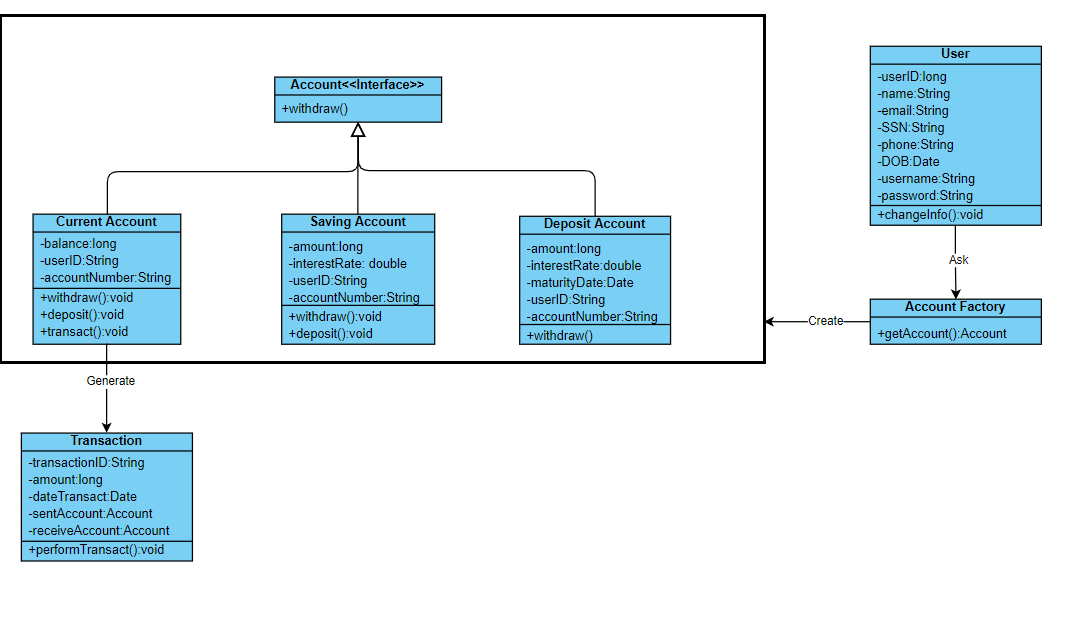 Account<<Interface>>
+withdraw()
Current Account
-balance:long
-userID:String
-accountNumber:String
+withdraw():void
+deposit():void
+transact():void
Saving Account
-amount:long
-interestRate: double
-userID:String
-accountNumber:String
+withdraw():void
+deposit():void
Deposit Account
-amount:long
-interestRate:double
-maturityDate:Date
-userID:String
-accountNumber:String
+withdraw()
User
-userID:long
-name:String
-email:String
-SSN:String
-phone:String
-DOB:Date
-username:String
-password:String
+changeInfo():void
Ask
Account Factory
+getAccount():Account
Create
Generate
Transaction
-transactionID:String
-amount:long
-dateTransact:Date
-sentAccount:Account
-receiveAccount:Account
+performTransact():void